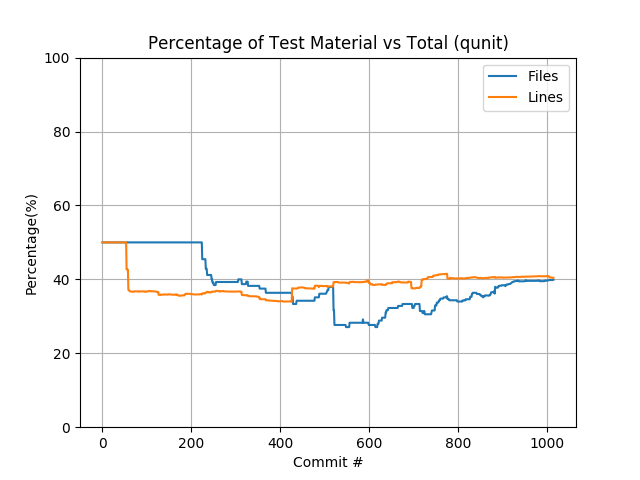 Percentage of Test Material vs Total (qunit)
Files
Lines
100
80
60
40
20
0
Percentage(%)
0 200 400 600 800 1000
Commit #